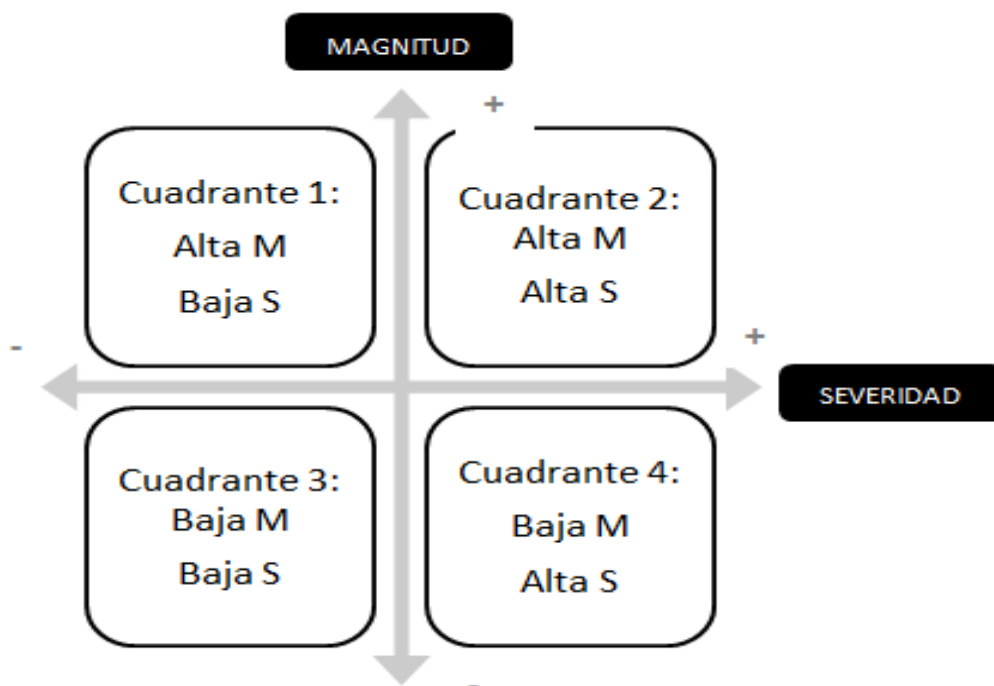 MAGNITUD
+
Cuadrante 1:
Alta M
Baja S
Cuadrante 2:
Alta M
Alta S
-
+
SEVERIDAD
Cuadrante 3:
Baja M
Baja S
Cuadrante 4:
Baja M
Alta S
-